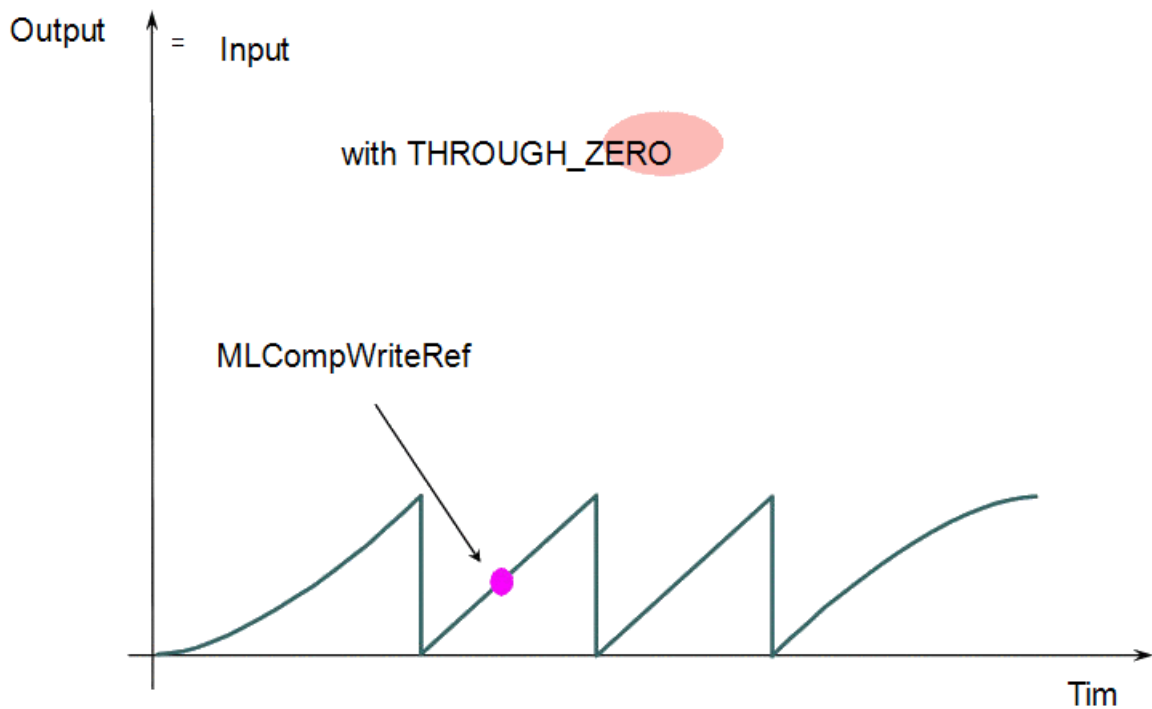 Output
= Input
with THROUGH_ZERO
MLCompWriteRef
Tim